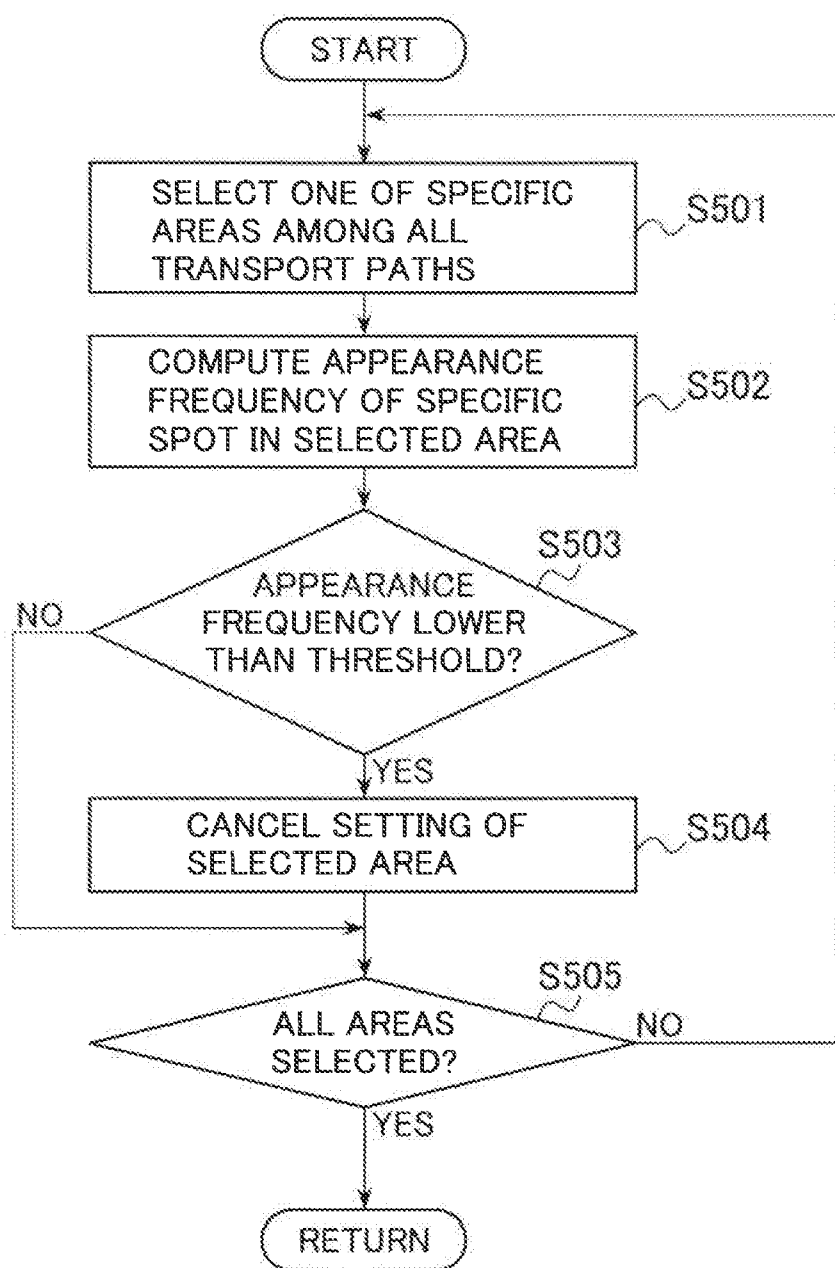 START
SELECT ONE OF SPECIFIC
AREAS AMONG ALL
TRANSPORT PATHS
S501
COMPUTE APPEARANCE
FREQUENCY OF SPECIFIC
SPOT IN SELECTED AREA
S502
S503
APPEARANCE
FREQUENCY LOWER
THAN THRESHOLD?
NO
YES
CANCEL SETTING OF
SELECTED AREA
S504
S505
ALL AREAS
SELECTED?
NO
YES
RETURN